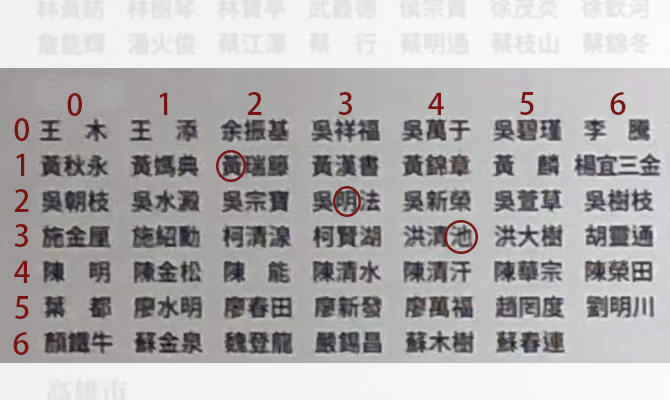 林黃紡 林樹琴 林寶亭 武義德 侯宗貴 徐茂炎 徐欽河
詹能輝 潘火俊 蔡江澤 蔡 行 蔡明通 蔡枝山 蔡錦冬
0 1 2 3 4 5 6
0 王 木 王 添 余振基 吳祥福 吳萬于 吳碧瑾 李 騰
1 黃秋永 黃媽典 黃瑞籐 黃漢書 黃錦章 黃 麟 楊宜三金
2 吳朝枝 吳水澱 吳宗寶 吳明法 吳新榮 吳萱草 吳樹枝
3 施金厘 施紹勳 柯清湶 柯賢湖 洪清池 洪大樹 胡靈通
4 陳 明 陳金松 陳 能 陳清水 陳清汗 陳華宗 陳榮田
5 葉 都 廖水明 廖春田 廖新發 廖萬福 趙罔度 劉明川
6 顏鐵牛 蘇金泉 魏登龍 嚴錫昌 蘇木樹 蘇春連
高雄市